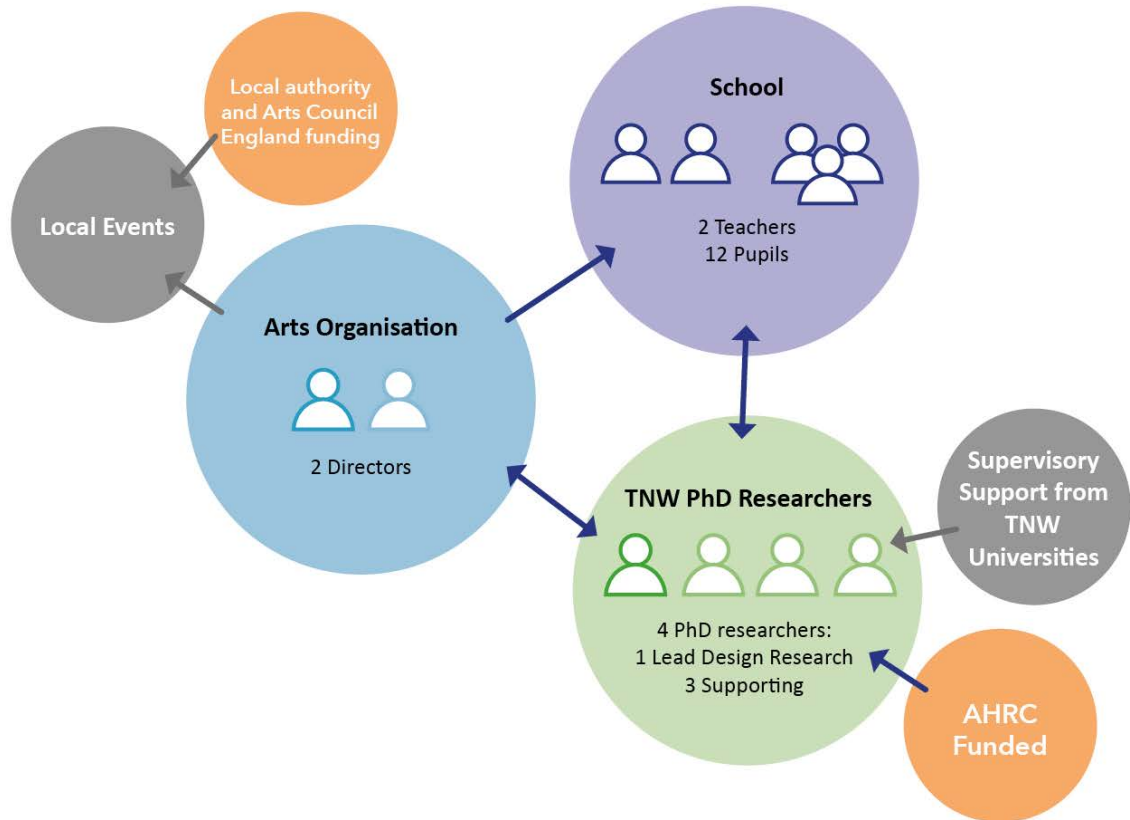 Local authority
and Arts Council
England funding
Local Events
School
2 Teachers
12 Pupils
Arts Organisation
2 Directors
TNW PhD Researchers
4 PhD researchers:
1 Lead Design Research
3 Supporting
Supervisory
Support from
TNW
Universities
AHRC
Funded